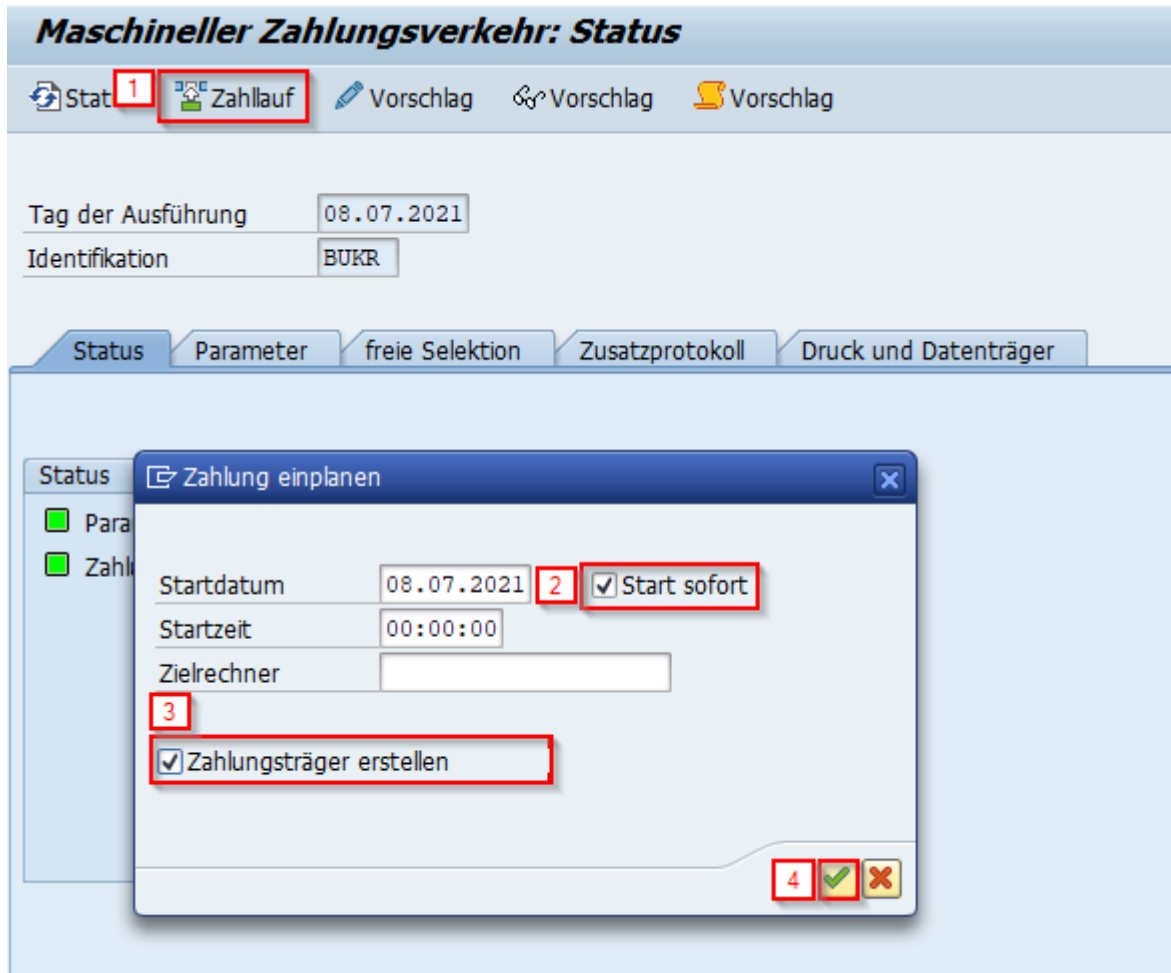 Maschineller Zahlungsverkehr: Status
Stat 1 Zahllauf Vorschlag Vorschlag Vorschlag
Tag der Ausführung 08.07.2021
Identifikation BUKR
Status Parameter freie Selektion Zusatzprotokoll Druck und Datenträger
Status
Para
Zahl
Zahlung einplanen
Startdatum 08.07.2021 2 Start sofort
Startzeit 00:00:00
Zielrechner
3
Zahlungsträger erstellen
4